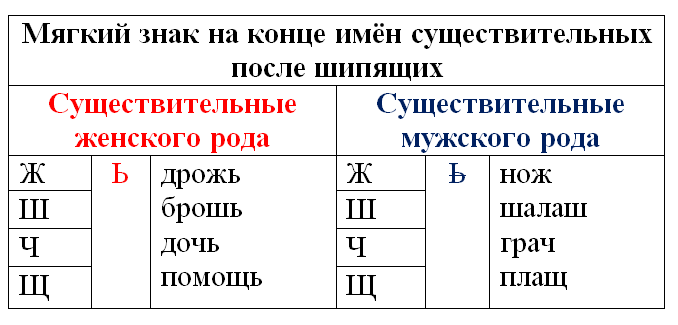 Мягкий знак на конце имён существительных
после шипящих
Существительные
женского рода
Существительные
мужского рода
Ж Ь дрожь Ж Ь нож
Ш брошь Ш шалаш
Ч дочь Ч грач
Щ помощь Щ плащ